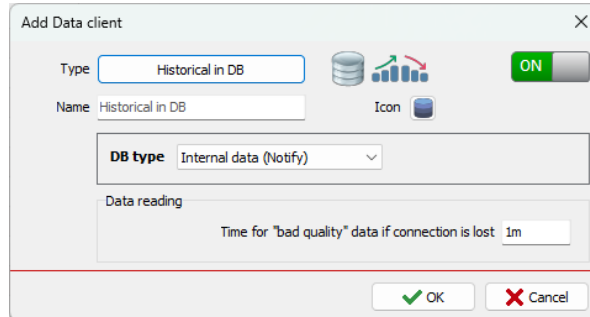 Add Data client
Type Historical in DB ON
Name Historical in DB Icon
DB type Internal data (Notify)
Data reading
Time for "bad quality" data if connection is lost 1m
OK Cancel